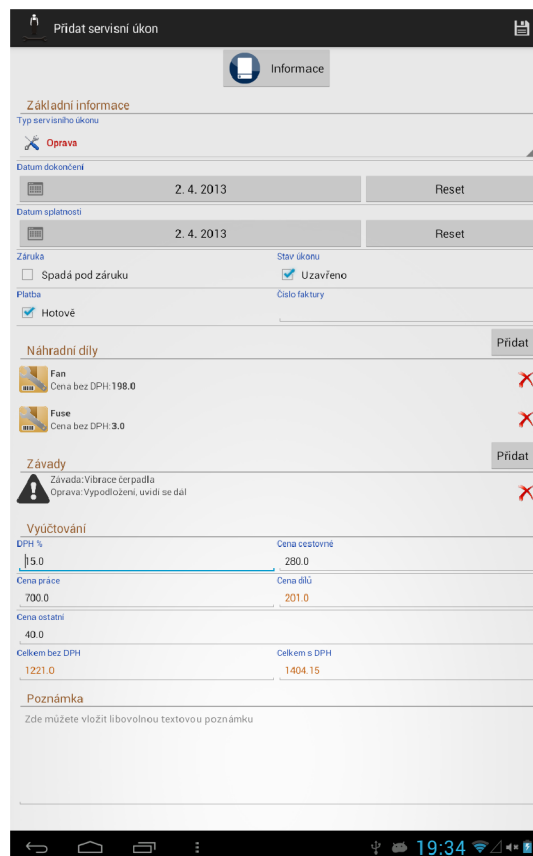 Přidat servisní úkon
Informace
Základní informace
Typ servisního úkonu
Oprava
Datum dokončení
2. 4. 2013 Reset
Datum splatnosti
2. 4. 2013 Reset
Záruka Stav úkonu
Spadá pod záruku Uzavřeno
Platba Číslo faktury
Hotově
Náhradní díly Přidat
Fan
Cena bez DPH: 198.0
Fuse
Cena bez DPH: 3.0
Závady Přidat
Závada: Vibrace čerpadla
Oprava: Vypodložení, uvidí se dál
Vyúčtování
DPH % Cena cestovné
15.0 280.0
Cena práce Cena dílů
700.0 201.0
Cena ostatní
40.0
Celkem bez DPH Celkem s DPH
1221.0 1404.15
Poznámka
Zde můžete vložit libovolnou textovou poznámku
19:34